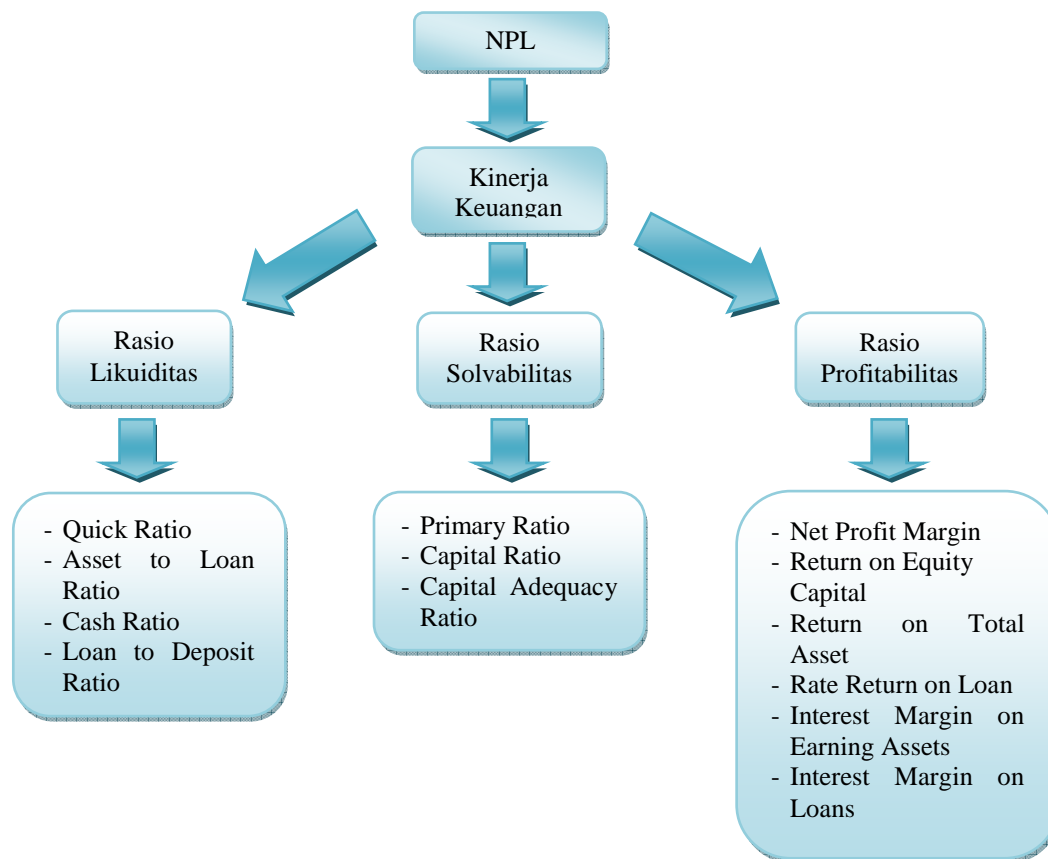 NPL
Kinerja
Keuangan
Rasio
Likuiditas
Rasio
Solvabilitas
Rasio
Profitabilitas
- Quick Ratio
- Asset to Loan
Ratio
- Cash Ratio
- Loan to Deposit
Ratio
- Primary Ratio
- Capital Ratio
- Capital Adequacy
Ratio
- Net Profit Margin
- Return on Equity
Capital
- Return on Total
Asset
- Rate Return on Loan
- Interest Margin on
Earning Assets
- Interest Margin on
Loans